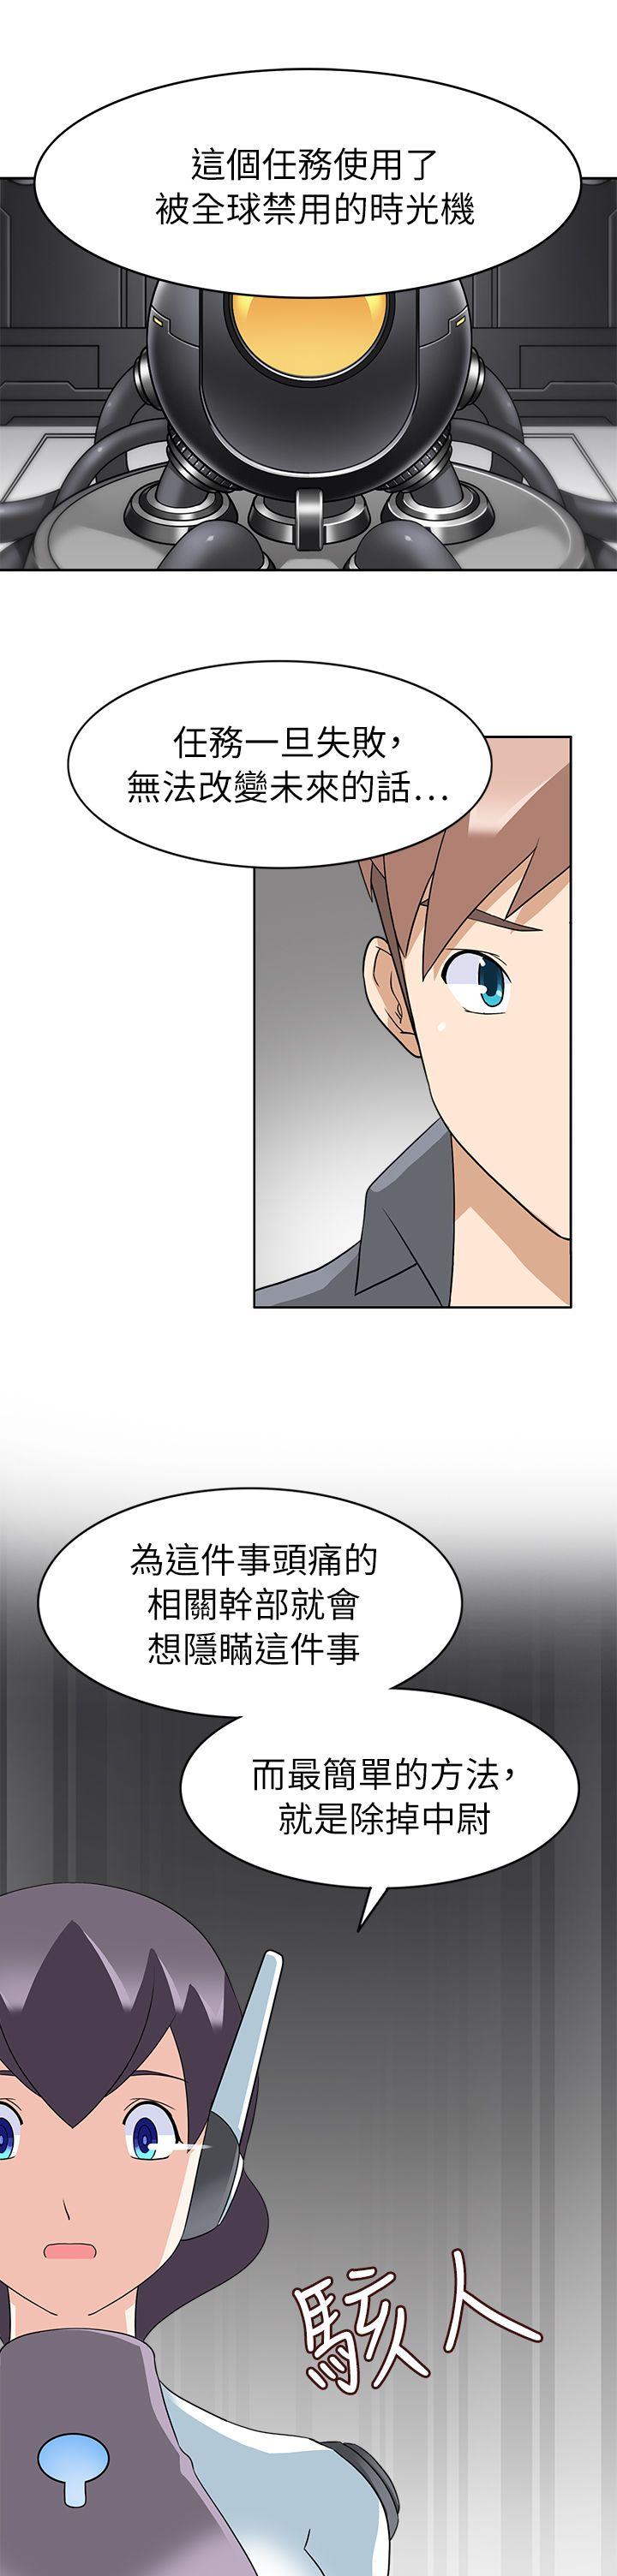 這個任務使用了
被全球禁用的時光機
任務一旦失敗，
無法改變未來的話...
為這件事頭痛的
相關幹部就會
想隱瞞這件事
而最簡單的方法，
就是除掉中尉
駭人